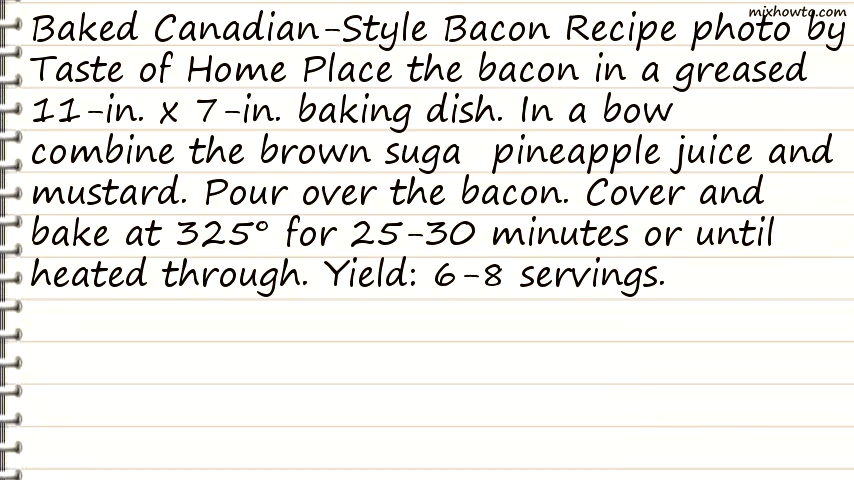 mixhowto.com
Baked Canadian-Style Bacon Recipe photo by
Taste of Home Place the bacon in a greased
11-in. x 7-in. baking dish. In a bow
combine the brown suga pineapple juice and
mustard. Pour over the bacon. Cover and
bake at 325° for 25-30 minutes or until
heated through. Yield: 6-8 servings.